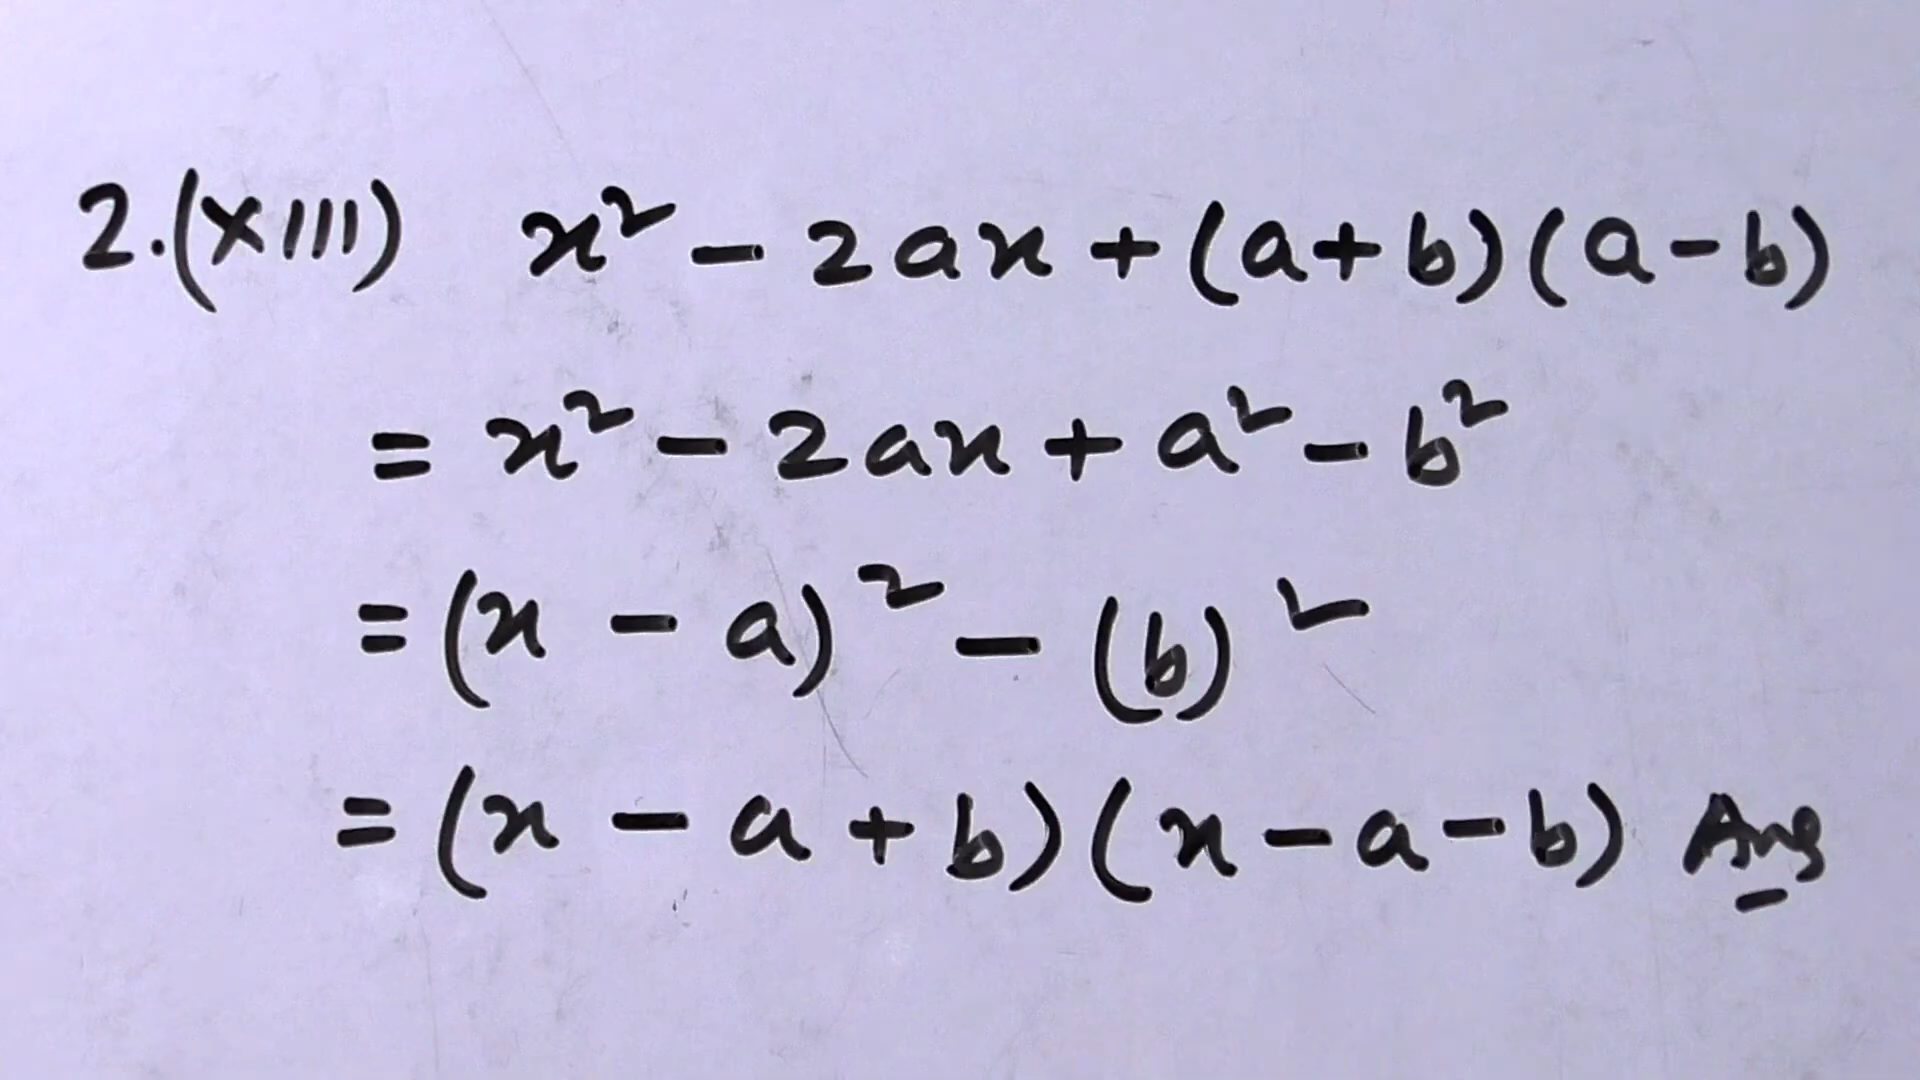 2.(XIII) x² - 2ax + (a+b)(a-b)
= x² - 2ax + a² - b²
= (x - a)² - (b)²
= (x - a + b)(x - a - b) Ans